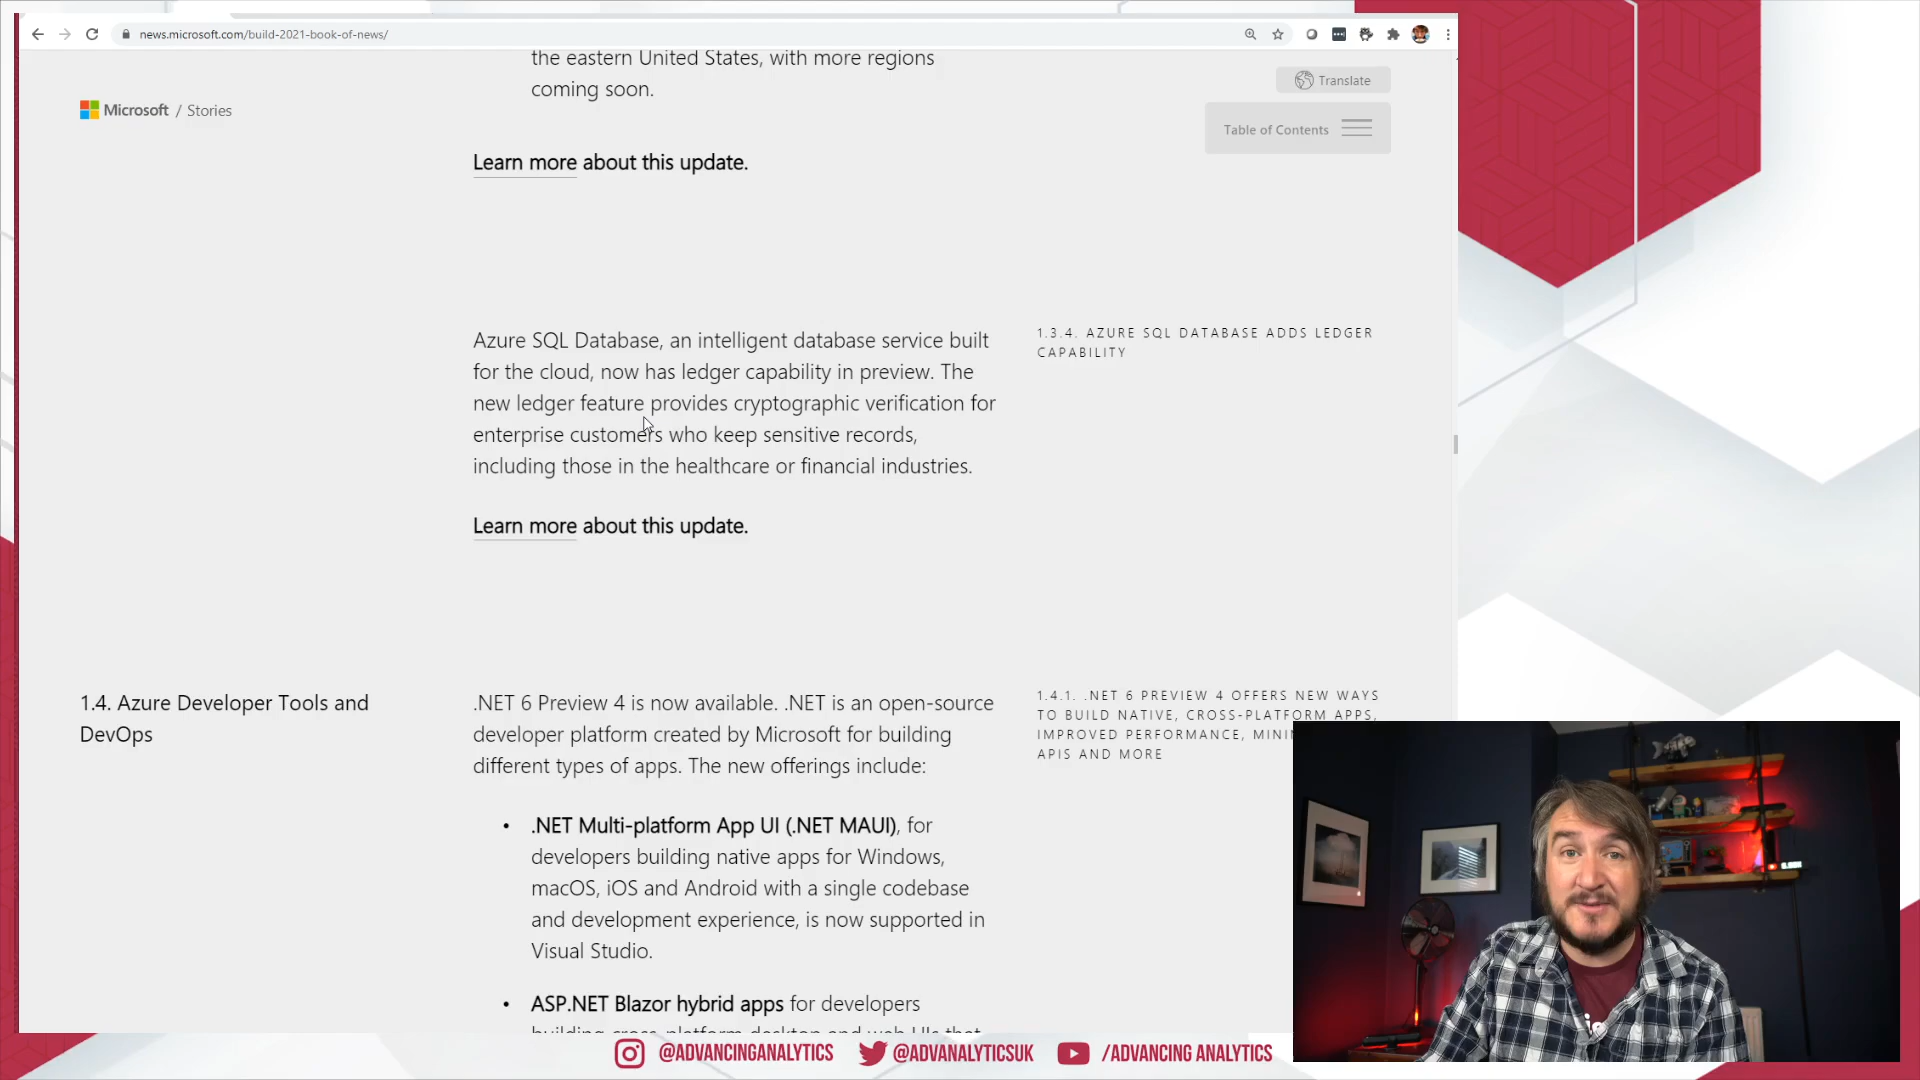 news.microsoft.com/build-2021-book-of-news/
the eastern United States, with more regions
coming soon.
Translate
Microsoft / Stories
Table of Contents
Learn more about this update.
Azure SQL Database, an intelligent database service built
for the cloud, now has ledger capability in preview. The
new ledger feature provides cryptographic verification for
enterprise customers who keep sensitive records,
including those in the healthcare or financial industries.
1.3.4. AZURE SQL DATABASE ADDS LEDGER
CAPABILITY
Learn more about this update.
1.4. Azure Developer Tools and
DevOps
.NET 6 Preview 4 is now available. .NET is an open-source
developer platform created by Microsoft for building
different types of apps. The new offerings include:
1.4.1. .NET 6 PREVIEW 4 OFFERS NEW WAYS
TO BUILD NATIVE, CROSS-PLATFORM APPS,
IMPROVED PERFORMANCE,
APIS AND MORE
• .NET Multi-platform App UI (.NET MAUI), for
developers building native apps for Windows,
macOS, iOS and Android with a single codebase
and development experience, is now supported in
Visual Studio.
• ASP.NET Blazor hybrid apps for developers
building cross-platform desktop and web UIs that
@ADVANCINGANALYTICS
@ADVANALYTICSUK
/ADVANCING ANALYTICS